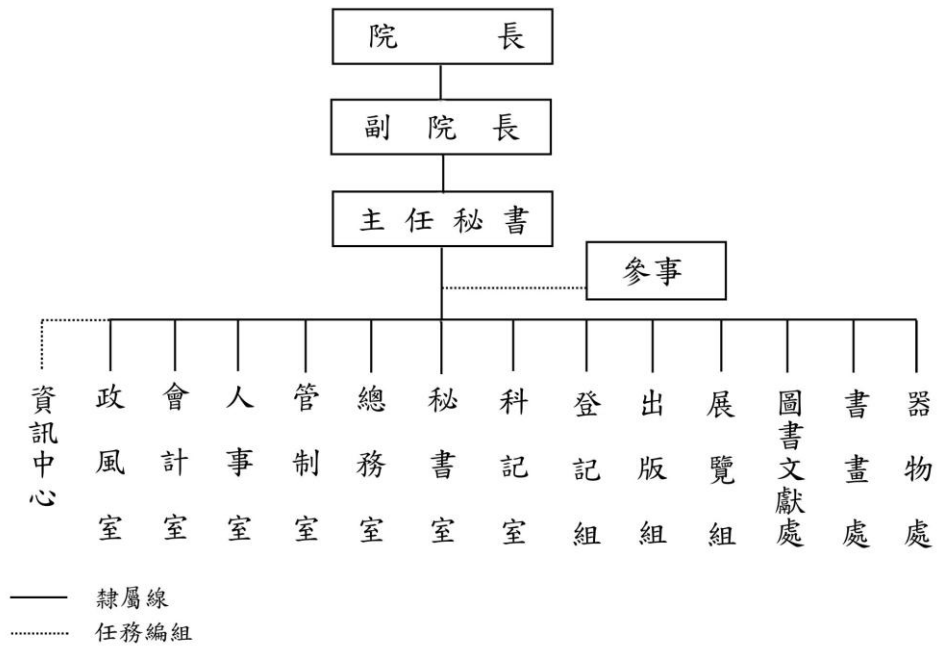 院長
副院長
主任秘書
參事
資訊中心
政風室
會計室
人事室
管制室
總務室
秘書室
科記室
登記組
出版組
展覽組
圖書文獻處
書畫處
器物處
隸屬線
任務編組